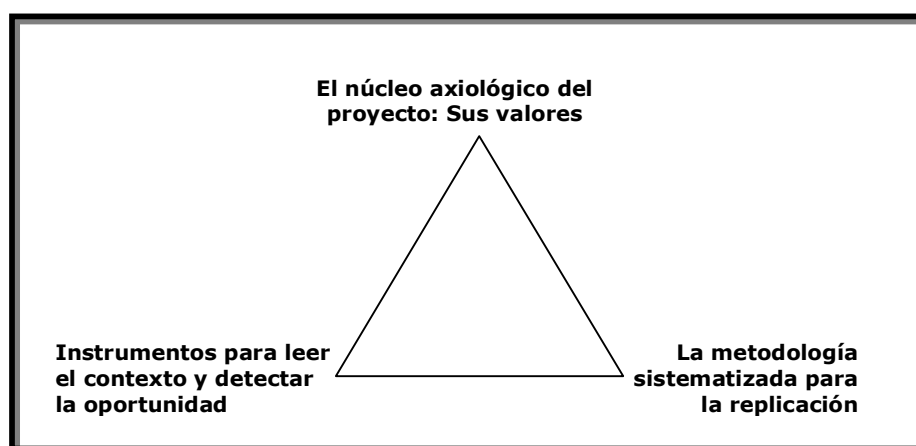 El núcleo axiológico del
proyecto: Sus valores
Instrumentos para leer
el contexto y detectar
la oportunidad
La metodología
sistematizada para
la replicación